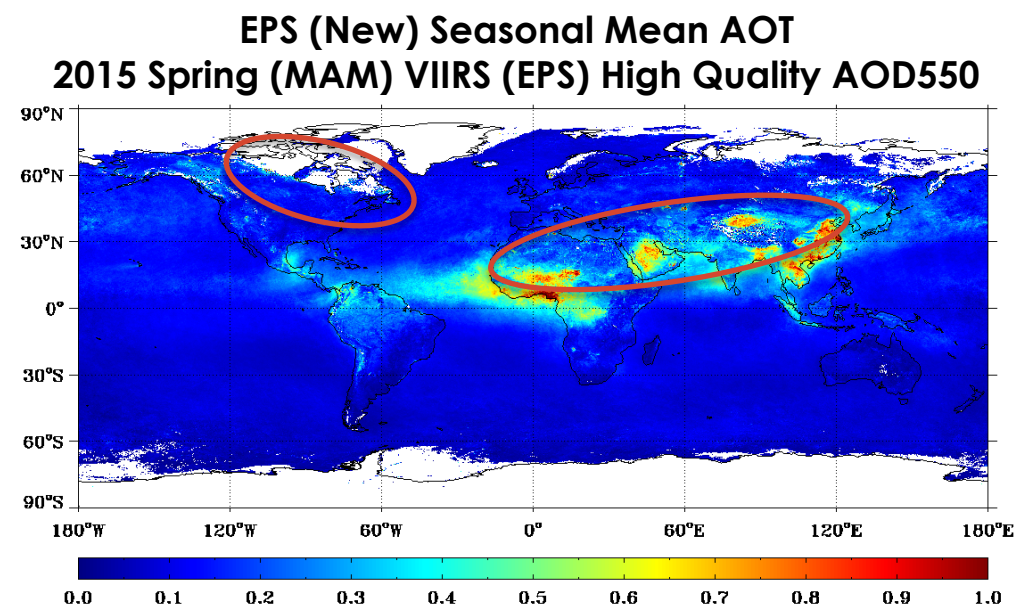 EPS (New) Seasonal Mean AOT
2015 Spring (MAM) VIIRS (EPS) High Quality AOD550
90°N
60°N
30°N
0°
30°S
60°S
90°S
180°W 120°W 60°W 0° 60°E 120°E 180°E
0.0 0.1 0.2 0.3 0.4 0.5 0.6 0.7 0.8 0.9 1.0